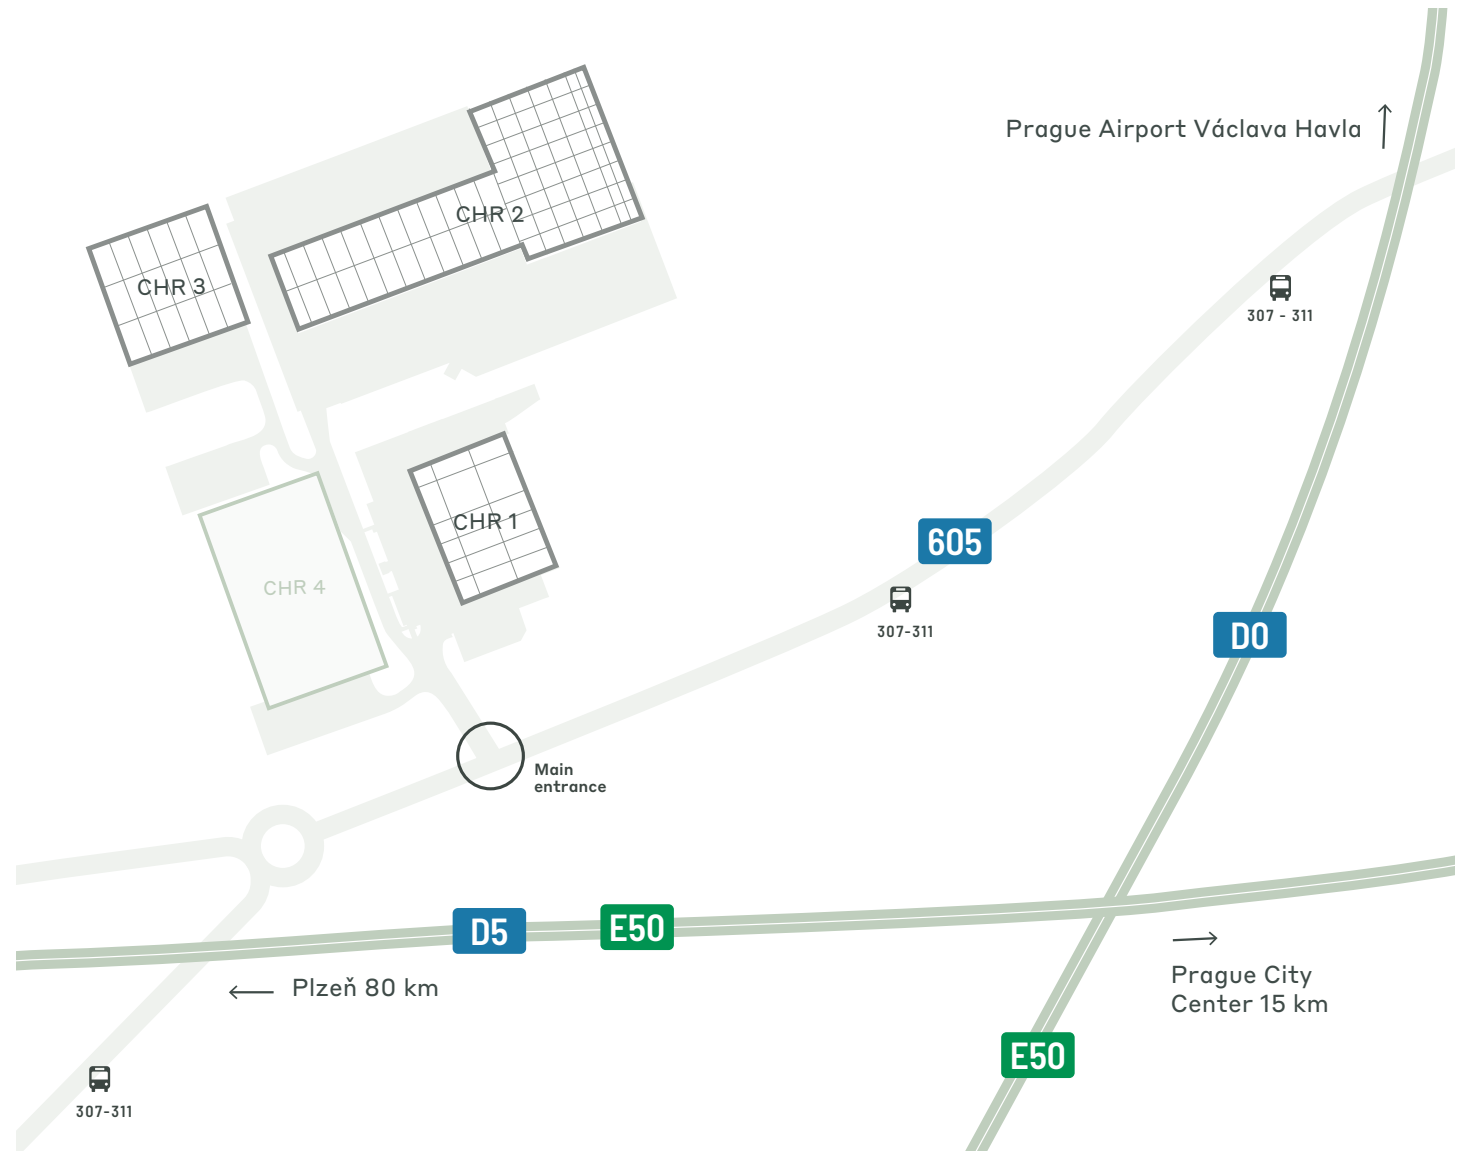 Prague Airport Václava Havla
CHR 2
CHR 3
307 - 311
CHR 1
605
CHR 4
307-311
D0
Main
entrance
D5
E50
Plzeň 80 km
Prague City
Center 15 km
E50
307-311